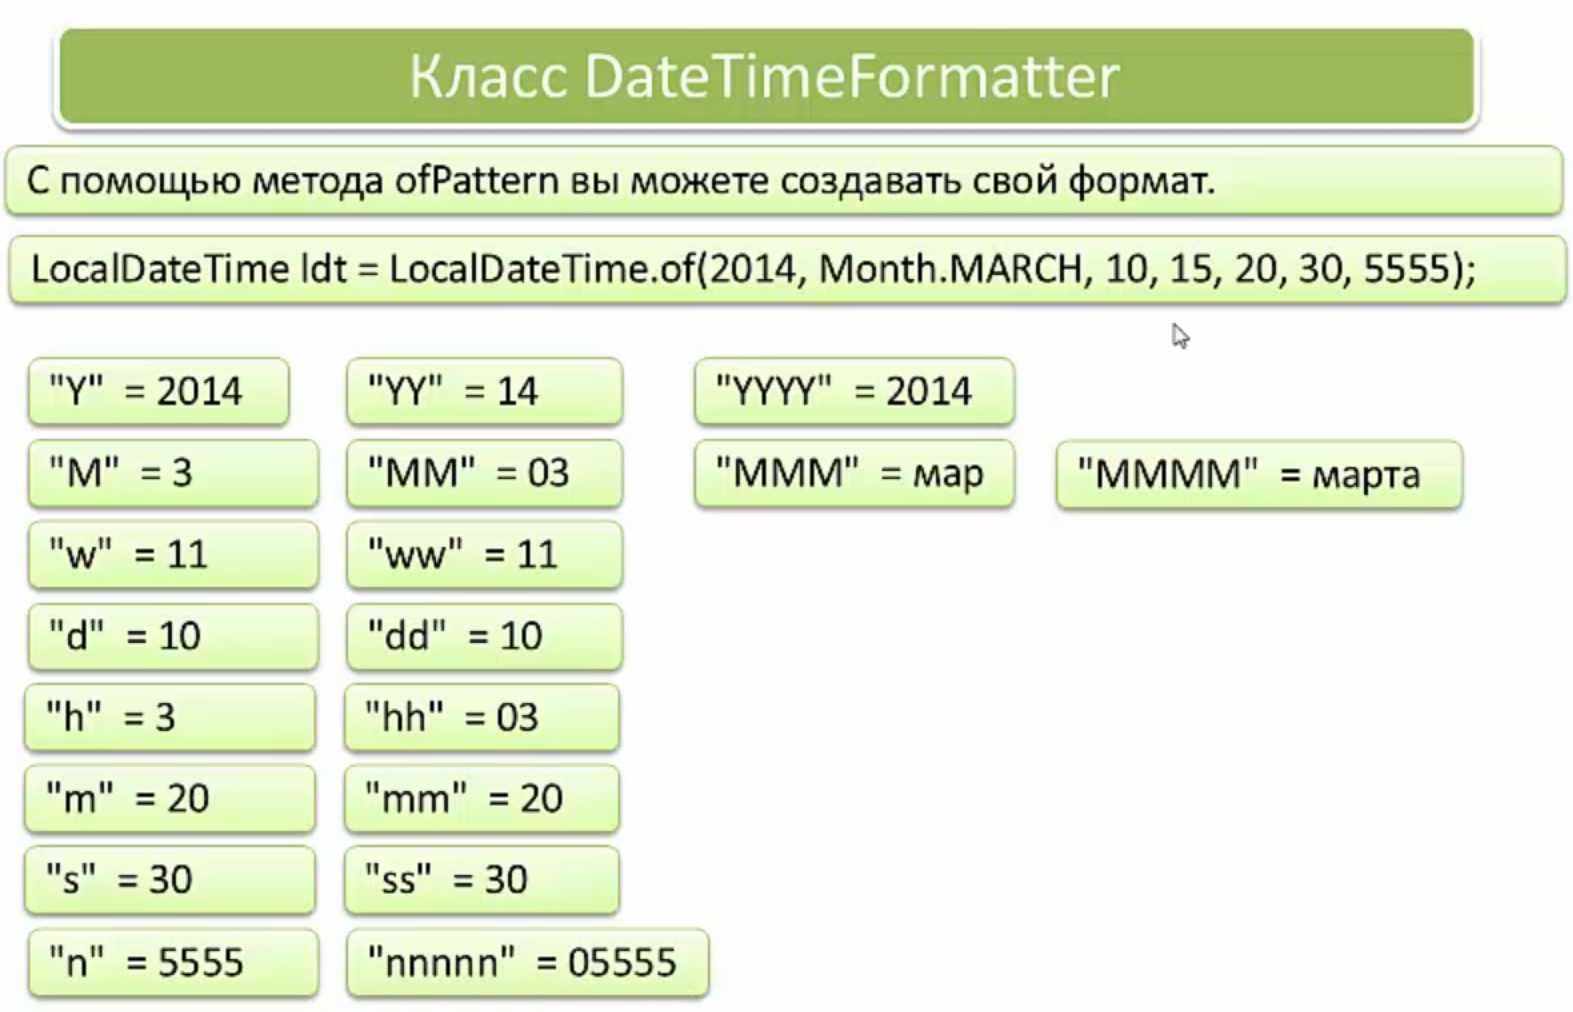 Класс DateTimeFormatter
С помощью метода ofPattern вы можете создавать свой формат.
LocalDateTime ldt = LocalDateTime.of(2014, Month.MARCH, 10, 15, 20, 30, 5555);
"Y" = 2014 "YY" = 14 "YYYY" = 2014
"M" = 3 "MM" = 03 "MMM" = мар "MMMM" = марта
"w" = 11 "ww" = 11
"d" = 10 "dd" = 10
"h" = 3 "hh" = 03
"m" = 20 "mm" = 20
"s" = 30 "ss" = 30
"n" = 5555 "nnnnn" = 05555